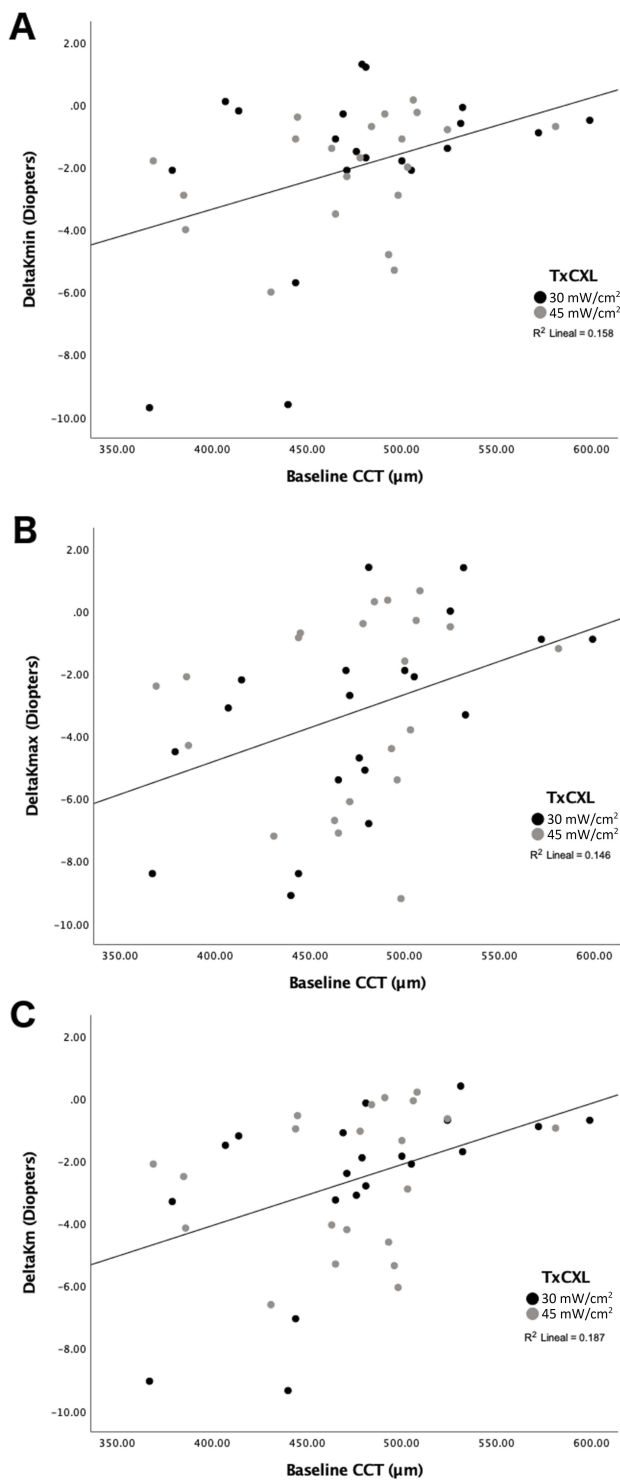 A
2.00
.00
−2.00
−4.00
−6.00
−8.00
−10.00
DeltaKmin (Diopters)
TxCXL
30 mW/cm²
45 mW/cm²
R² Lineal = 0.158
350.00 400.00 450.00 500.00 550.00 600.00
Baseline CCT (µm)
B
2.00
.00
−2.00
−4.00
−6.00
−8.00
−10.00
DeltaKmax (Diopters)
TxCXL
30 mW/cm²
45 mW/cm²
R² Lineal = 0.146
350.00 400.00 450.00 500.00 550.00 600.00
Baseline CCT (µm)
C
2.00
.00
−2.00
−4.00
−6.00
−8.00
−10.00
DeltaKm (Diopters)
TxCXL
30 mW/cm²
45 mW/cm²
R² Lineal = 0.187
350.00 400.00 450.00 500.00 550.00 600.00
Baseline CCT (µm)